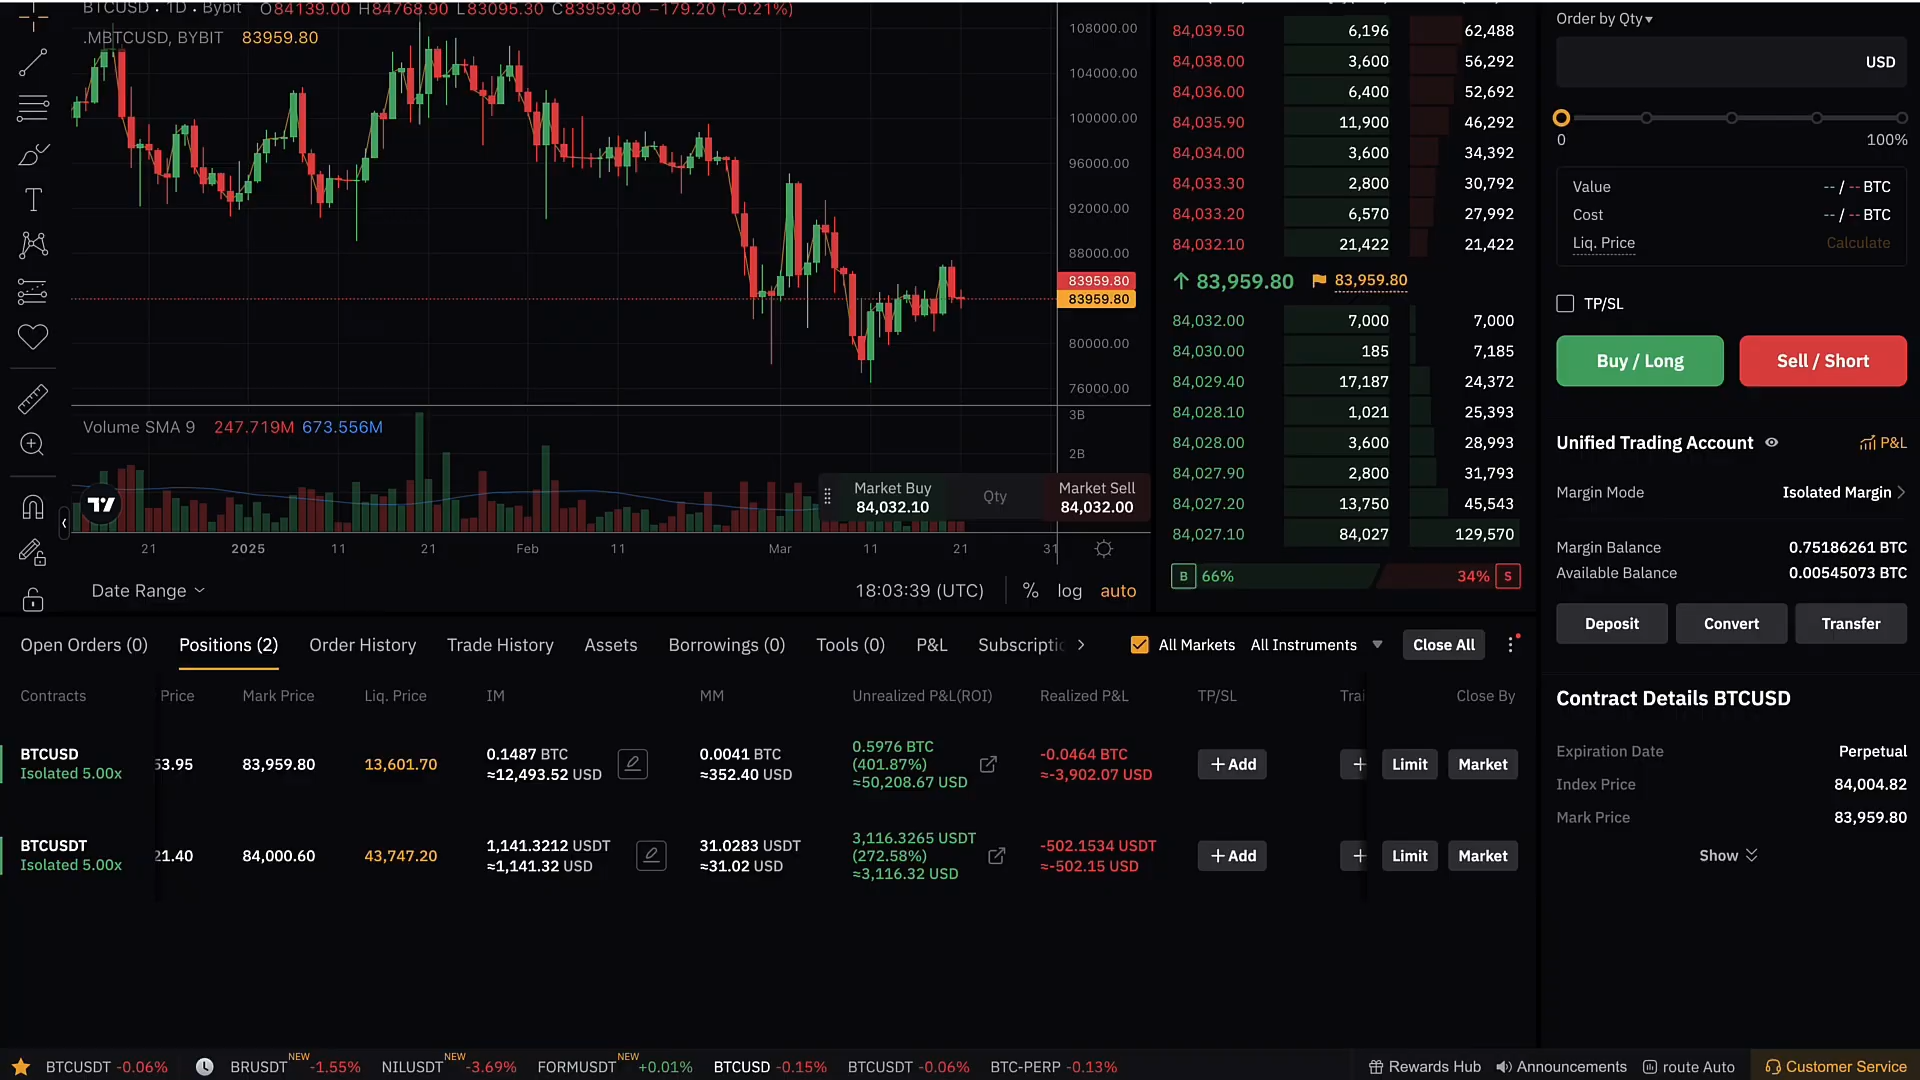 BTCUSD · 1D · Bybit O84139.00 H84768.90 L83095.30 C83959.80 −179.20 (−0.21%)
.MBTCUSD, BYBIT 83959.80
108000.00
104000.00
100000.00
96000.00
92000.00
88000.00
83959.80
83959.80
80000.00
76000.00
Volume SMA 9 247.719M 673.556M
3B
2B
Market Buy
84,032.10
Qty
Market Sell
84,032.00
21 2025 11 21 Feb 11 Mar 11 21 31
Date Range
18:03:39 (UTC) % log auto
84,039.50 6,196 62,488
84,038.00 3,600 56,292
84,036.00 6,400 52,692
84,035.90 11,900 46,292
84,034.00 3,600 34,392
84,033.30 2,800 30,792
84,033.20 6,570 27,992
84,032.10 21,422 21,422
83,959.80 83,959.80
84,032.00 7,000 7,000
84,030.00 185 7,185
84,029.40 17,187 24,372
84,028.10 1,021 25,393
84,028.00 3,600 28,993
84,027.90 2,800 31,793
84,027.20 13,750 45,543
84,027.10 84,027 129,570
B 66% 34% S
Order by Qty
USD
0 100%
Value -- / -- BTC
Cost -- / -- BTC
Liq. Price Calculate
TP/SL
Buy / Long Sell / Short
Unified Trading Account P&L
Margin Mode Isolated Margin
Margin Balance 0.75186261 BTC
Available Balance 0.00545073 BTC
Deposit Convert Transfer
Contract Details BTCUSD
Expiration Date Perpetual
Index Price 84,004.82
Mark Price 83,959.80
Show
Open Orders (0) Positions (2) Order History Trade History Assets Borrowings (0) Tools (0) P&L Subscriptic
All Markets All Instruments Close All
Contracts Price Mark Price Liq. Price IM MM Unrealized P&L(ROI) Realized P&L TP/SL Trai Close By
BTCUSD
Isolated 5.00x
53.95 83,959.80 13,601.70
0.1487 BTC
≈12,493.52 USD
0.0041 BTC
≈352.40 USD
0.5976 BTC
(401.87%)
≈50,208.67 USD
-0.0464 BTC
≈-3,902.07 USD
+ Add + Limit Market
BTCUSDT
Isolated 5.00x
21.40 84,000.60 43,747.20
1,141.3212 USDT
≈1,141.32 USD
31.0283 USDT
≈31.02 USD
3,116.3265 USDT
(272.58%)
≈3,116.32 USD
-502.1534 USDT
≈-502.15 USD
+ Add + Limit Market
BTCUSDT -0.06% BRUSDT NEW -1.55% NILUSDT NEW -3.69% FORMUSDT NEW +0.01% BTCUSD -0.15% BTCUSDT -0.06% BTC-PERP -0.13%
Rewards Hub Announcements route Auto Customer Service